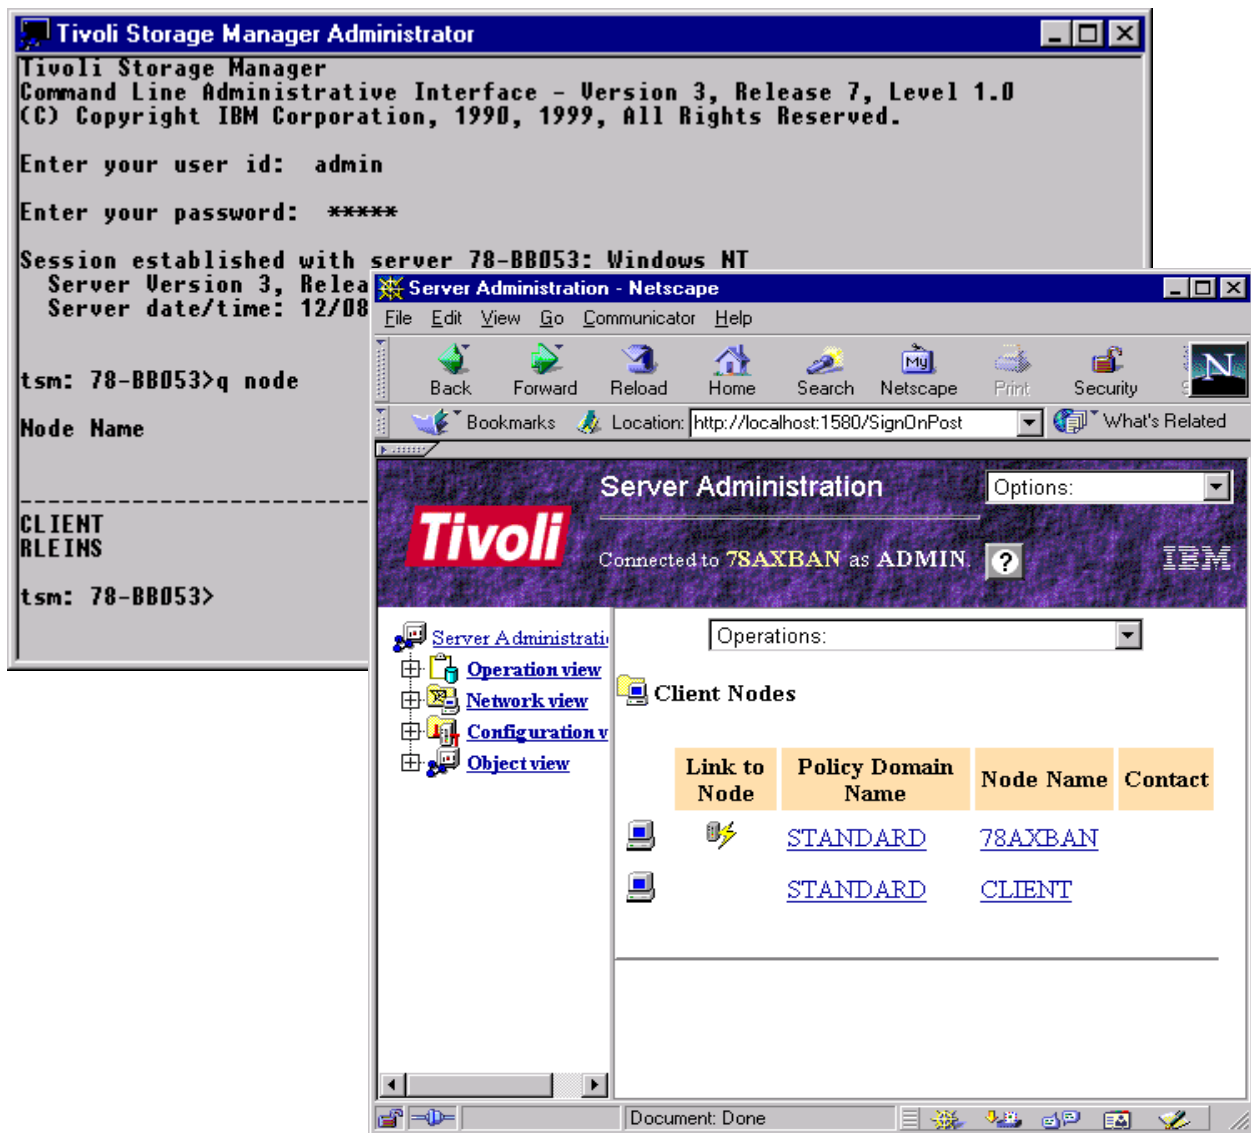 Tivoli Storage Manager Administrator
Tivoli Storage Manager
Command Line Administrative Interface - Version 3, Release 7, Level 1.0
(C) Copyright IBM Corporation, 1990, 1999, All Rights Reserved.
Enter your user id: admin
Enter your password: *****
Session established with server 78-BB053: Windows NT
Server Version 3, Relea
Server date/time: 12/08
tsm: 78-BB053>q node
Node Name
--------------------------
CLIENT
RLEINS
tsm: 78-BB053>
Server Administration - Netscape
File Edit View Go Communicator Help
Back Forward Reload Home Search Netscape Print Security
My N
Bookmarks Location: http://localhost:1580/SignOnPost What's Related
Server Administration
Options:
Tivoli
Connected to 78AXBAN as ADMIN.
?
IBM
Server Administrati
Operation view
Network view
Configuration v
Object view
Operations:
Client Nodes
Link to Node Policy Domain Name Node Name Contact
STANDARD 78AXBAN
STANDARD CLIENT
Document: Done